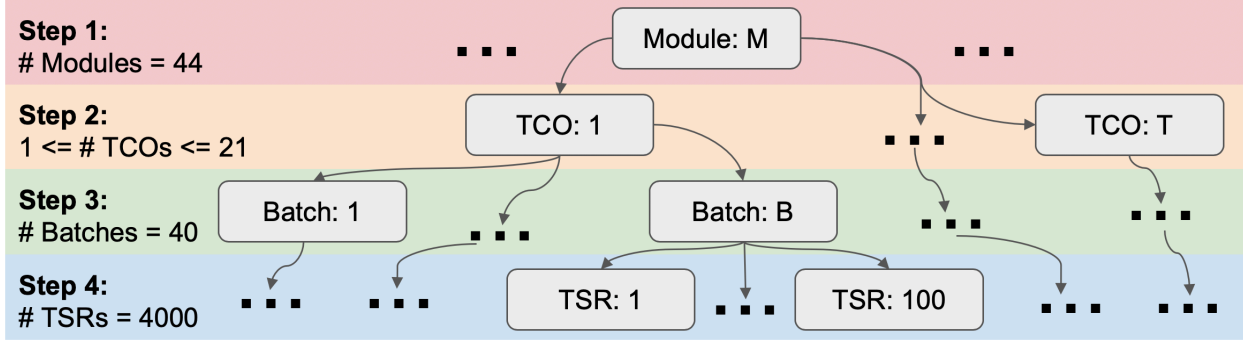 Step 1:
# Modules = 44
Module: M
Step 2:
1 <= # TCOs <= 21
TCO: 1
TCO: T
Step 3:
# Batches = 40
Batch: 1
Batch: B
Step 4:
# TSRs = 4000
TSR: 1
TSR: 100